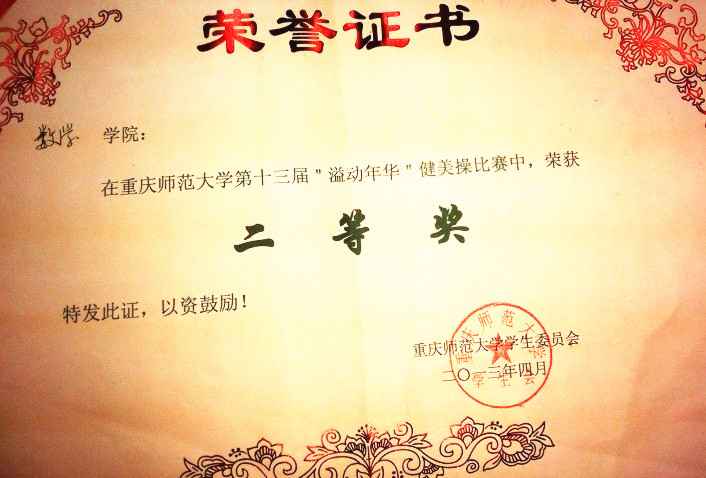 荣誉证书
数学 学院：
在重庆师范大学第十三届"溢动年华"健美操比赛中，荣获
二等奖
特发此证，以资鼓励！
重庆师范大学学生委员会
二〇一三年四月